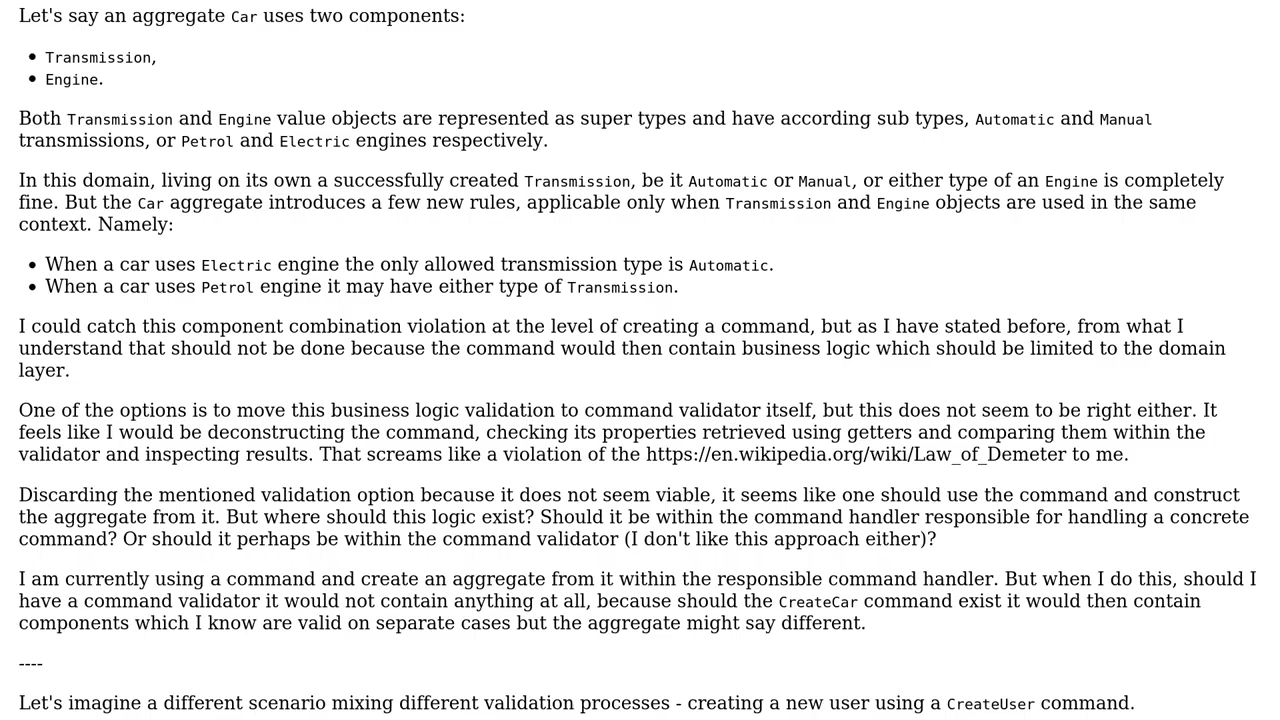 Let's say an aggregate Car uses two components:
• Transmission,
• Engine.
Both Transmission and Engine value objects are represented as super types and have according sub types, Automatic and Manual
transmissions, or Petrol and Electric engines respectively.
In this domain, living on its own a successfully created Transmission, be it Automatic or Manual, or either type of an Engine is completely
fine. But the Car aggregate introduces a few new rules, applicable only when Transmission and Engine objects are used in the same
context. Namely:
• When a car uses Electric engine the only allowed transmission type is Automatic.
• When a car uses Petrol engine it may have either type of Transmission.
I could catch this component combination violation at the level of creating a command, but as I have stated before, from what I
understand that should not be done because the command would then contain business logic which should be limited to the domain
layer.
One of the options is to move this business logic validation to command validator itself, but this does not seem to be right either. It
feels like I would be deconstructing the command, checking its properties retrieved using getters and comparing them within the
validator and inspecting results. That screams like a violation of the https://en.wikipedia.org/wiki/Law_of_Demeter to me.
Discarding the mentioned validation option because it does not seem viable, it seems like one should use the command and construct
the aggregate from it. But where should this logic exist? Should it be within the command handler responsible for handling a concrete
command? Or should it perhaps be within the command validator (I don't like this approach either)?
I am currently using a command and create an aggregate from it within the responsible command handler. But when I do this, should I
have a command validator it would not contain anything at all, because should the CreateCar command exist it would then contain
components which I know are valid on separate cases but the aggregate might say different.
----
Let's imagine a different scenario mixing different validation processes - creating a new user using a CreateUser command.